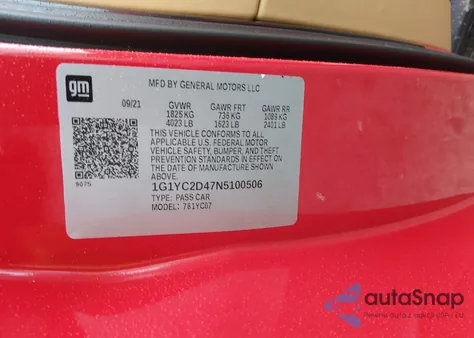 gm
MFD BY GENERAL MOTORS LLC
09/21 GVWR GAWR FRT GAWR RR
1825 KG 736 KG 1089 KG
4023 LB 1623 LB 2401 LB
THIS VEHICLE CONFORMS TO ALL
APPLICABLE U.S. FEDERAL MOTOR
VEHICLE SAFETY, BUMPER, AND THEFT
PREVENTION STANDARDS IN EFFECT ON
THE DATE OF MANUFACTURE SHOWN
ABOVE.
9075
1G1YC2D47N5100506
TYPE: PASS CAR
MODEL: 761YC07
autoSnap